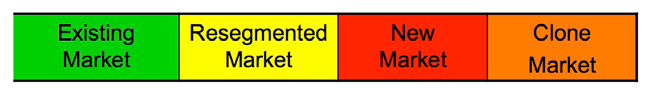 Existing
Market
Resegmented
Market
New
Market
Clone
Market